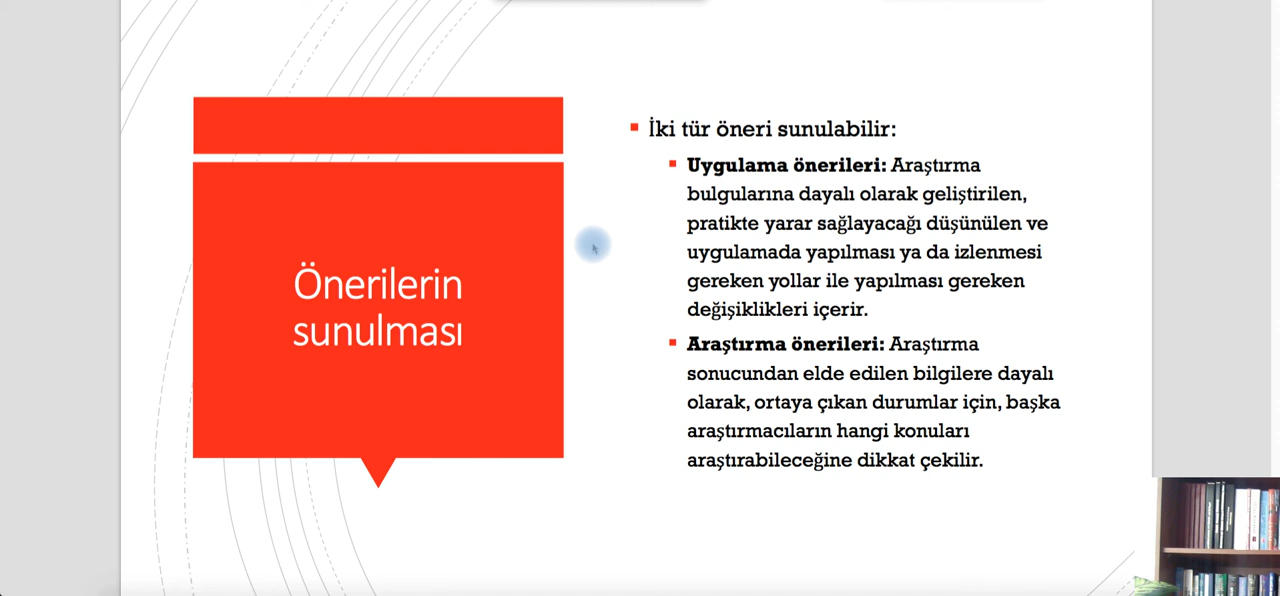 Önerilerin
sunulması
İki tür öneri sunulabilir:
Uygulama önerileri: Araştırma
bulgularına dayalı olarak geliştirilen,
pratikte yarar sağlayacağı düşünülen ve
uygulamada yapılması ya da izlenmesi
gereken yollar ile yapılması gereken
değişiklikleri içerir.
Araştırma önerileri: Araştırma
sonucundan elde edilen bilgilere dayalı
olarak, ortaya çıkan durumlar için, başka
araştırmacıların hangi konuları
araştırabileceğine dikkat çekilir.